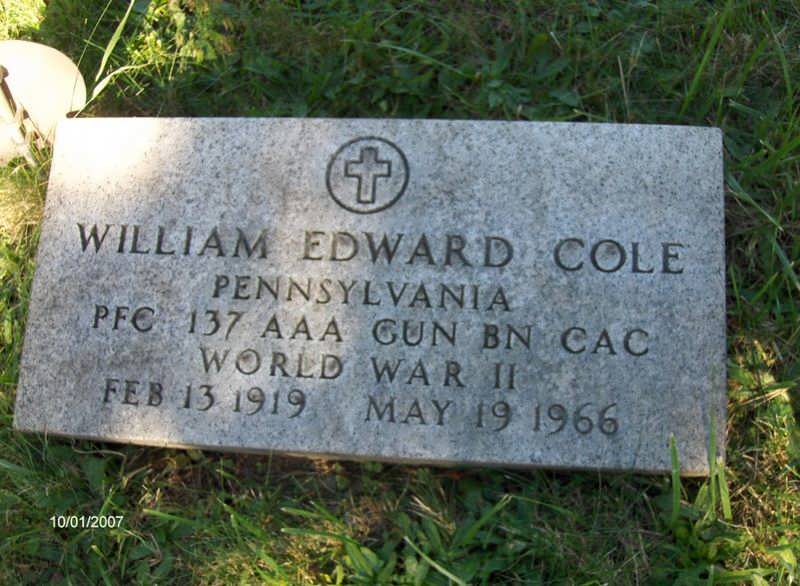 WILLIAM EDWARD COLE
PENNSYLVANIA
PFC 137 AAA GUN BN CAC
WORLD WAR II
FEB 13 1919 MAY 19 1966
10/01/2007